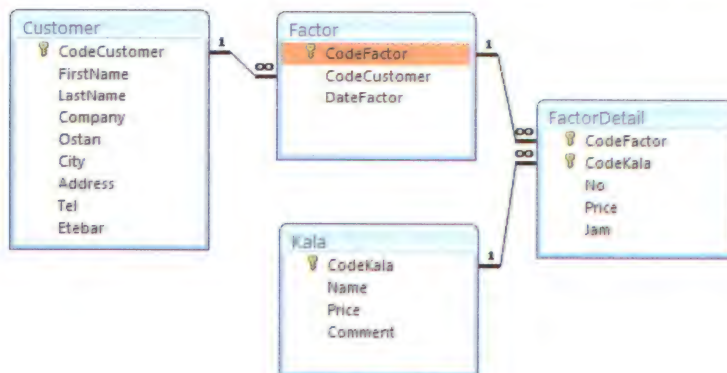 Customer
CodeCustomer
FirstName
LastName
Company
Ostan
City
Address
Tel
Etebar
1
∞
Factor
CodeFactor
CodeCustomer
DateFactor
1
∞
∞
FactorDetail
CodeFactor
CodeKala
No
Price
Jam
Kala
CodeKala
Name
Price
Comment
1